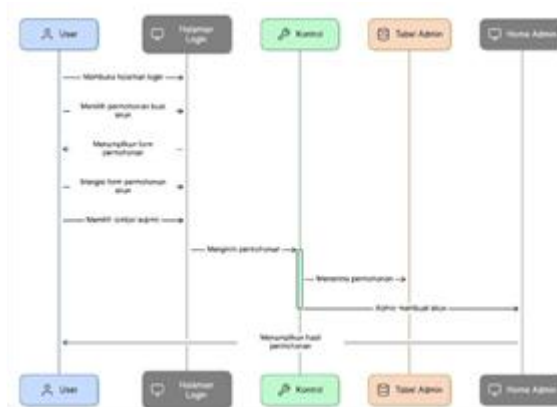 User
Halaman
Login
Kontrol
Tabel Admin
Home Admin
Membuka halaman login
Memilih permohonan buat
akun
Menampilkan form
permohonan
Mengisi form permohonan
akun
Memilih tombol submit
Mengirim permohonan
Menerima permohonan
Admin membuat akun
Menampilkan hasil
permohonan
User
Halaman
Login
Kontrol
Tabel Admin
Home Admin